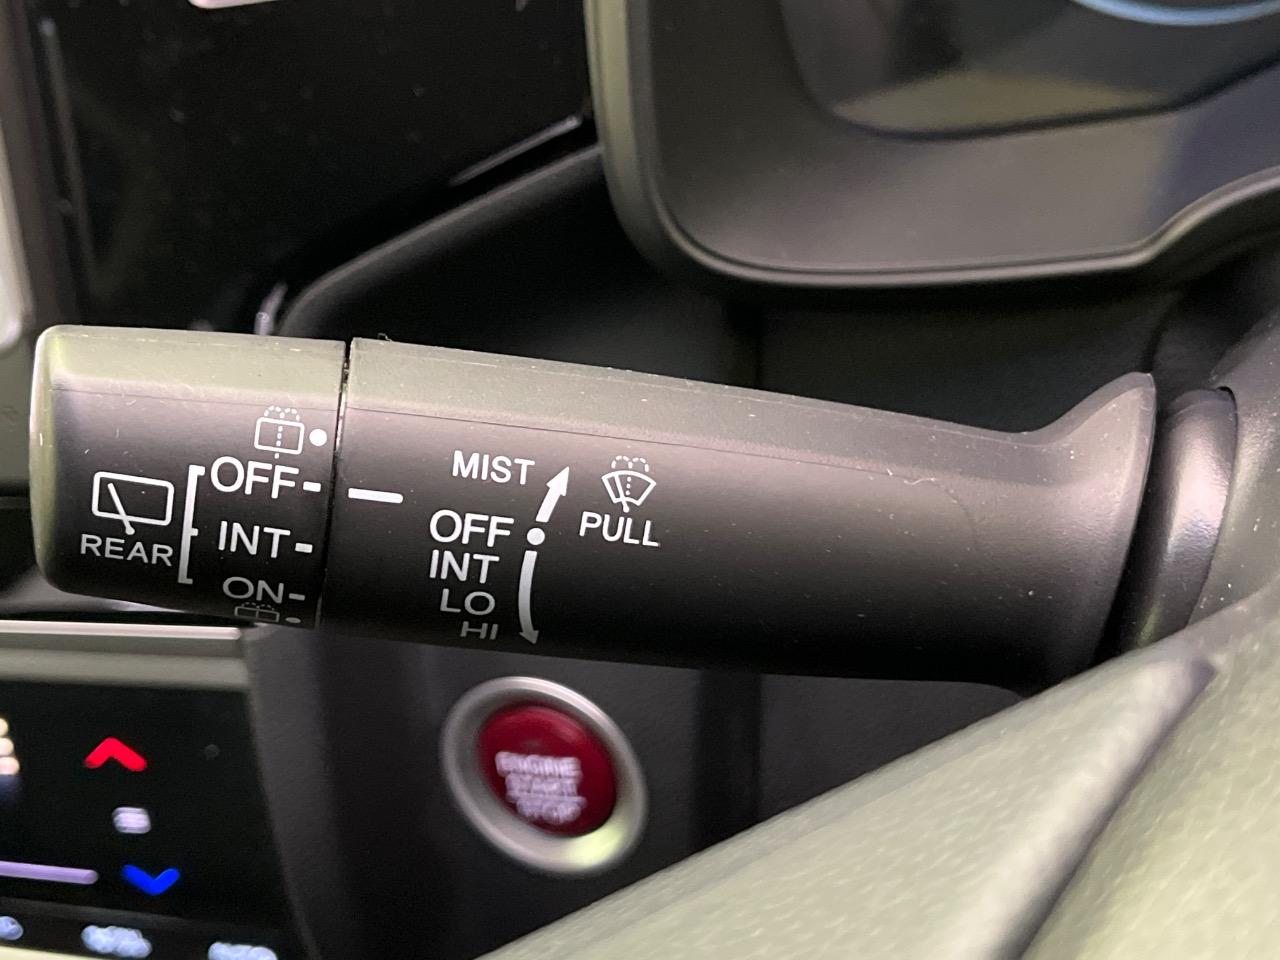 OFF
INT
ON
REAR
MIST
OFF
INT
LO
HI
PULL
ENGINE
START
STOP